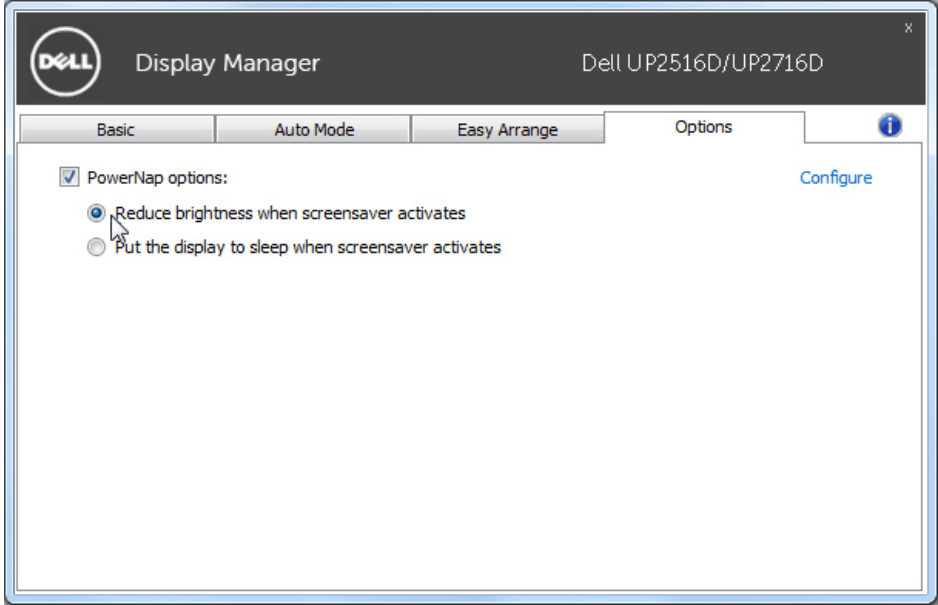 DELL
Display Manager
Dell UP2516D/UP2716D
x
Basic
Auto Mode
Easy Arrange
Options
i
PowerNap options:
Configure
Reduce brightness when screensaver activates
Put the display to sleep when screensaver activates